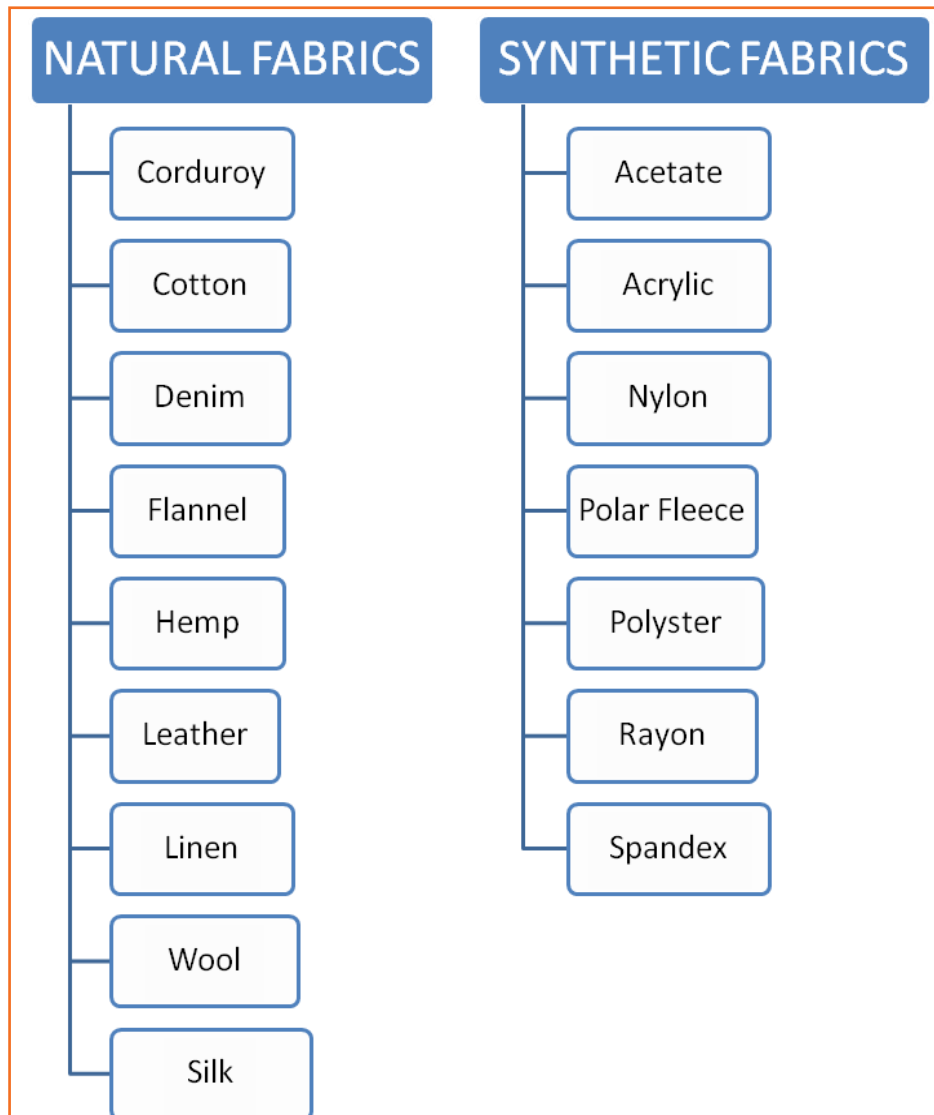 NATURAL FABRICS
Corduroy
Cotton
Denim
Flannel
Hemp
Leather
Linen
Wool
Silk
SYNTHETIC FABRICS
Acetate
Acrylic
Nylon
Polar Fleece
Polyster
Rayon
Spandex